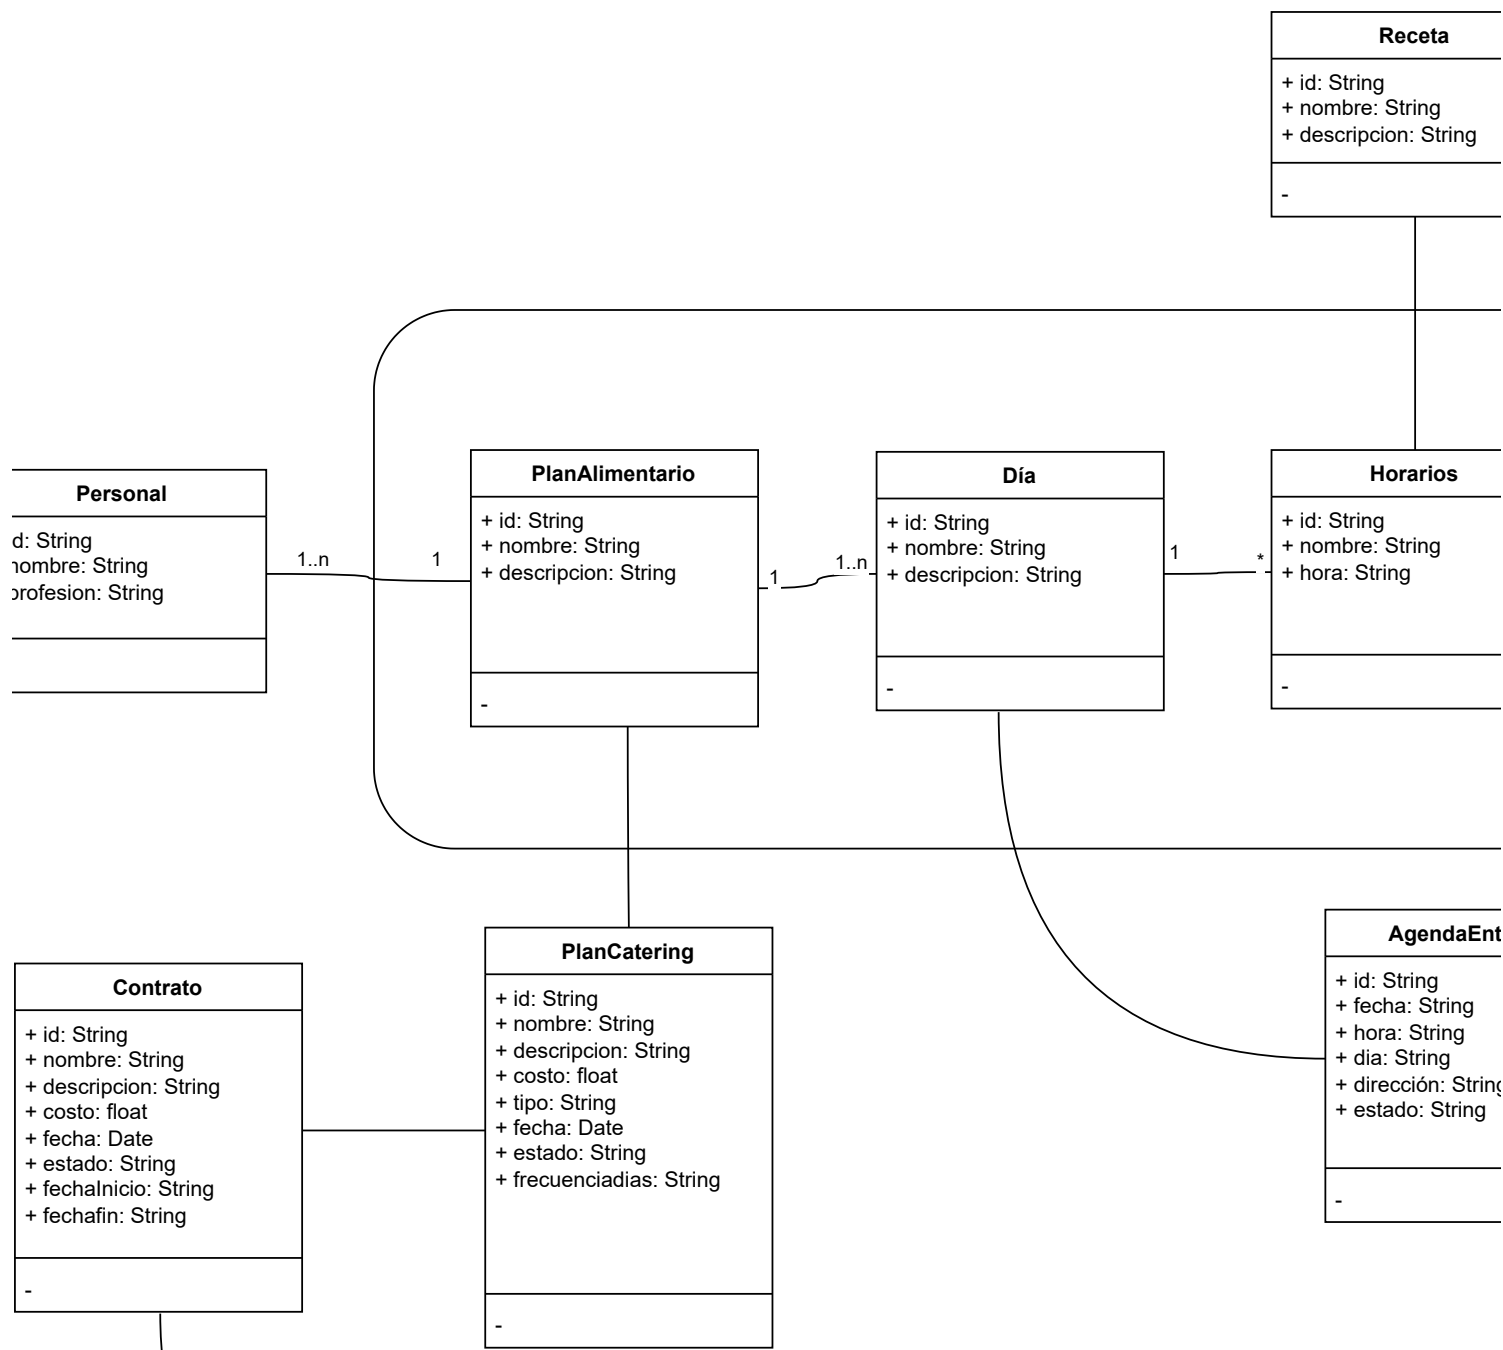 Receta
+ id: String
+ nombre: String
+ descripcion: String
-
Personal
d: String
nombre: String
profesion: String
1..n
1
PlanAlimentario
+ id: String
+ nombre: String
+ descripcion: String
-
1
1..n
Día
+ id: String
+ nombre: String
+ descripcion: String
-
1
*
Horarios
+ id: String
+ nombre: String
+ hora: String
-
Contrato
+ id: String
+ nombre: String
+ descripcion: String
+ costo: float
+ fecha: Date
+ estado: String
+ fechaInicio: String
+ fechafin: String
-
PlanCatering
+ id: String
+ nombre: String
+ descripcion: String
+ costo: float
+ tipo: String
+ fecha: Date
+ estado: String
+ frecuenciadias: String
-
AgendaEnt
+ id: String
+ fecha: String
+ hora: String
+ dia: String
+ dirección: String
+ estado: String
-